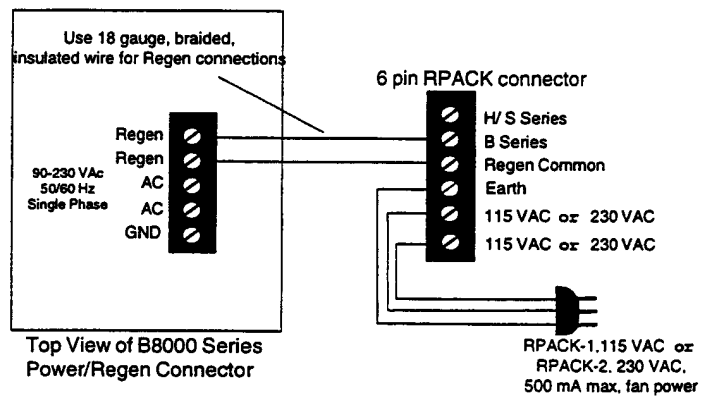 Use 18 gauge, braided,
insulated wire for Regen connections
6 pin RPACK connector
Regen
Regen
AC
AC
GND
90-230 VAc
50/60 Hz
Single Phase
H/S Series
B Series
Regen Common
Earth
115 VAC or 230 VAC
115 VAC or 230 VAC
Top View of B8000 Series
Power/Regen Connector
RPACK-1.115 VAC or
RPACK-2. 230 VAC,
500 mA max, fan power